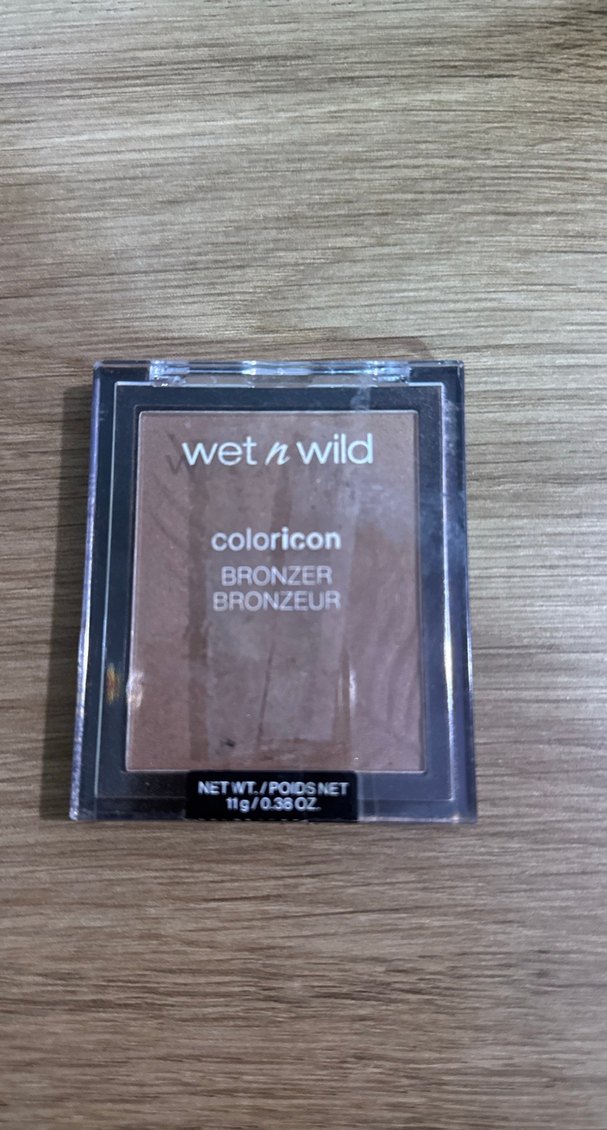 wet n wild
coloricon
BRONZER
BRONZEUR
NET WT./POIDS NET
11g/0.38 OZ.